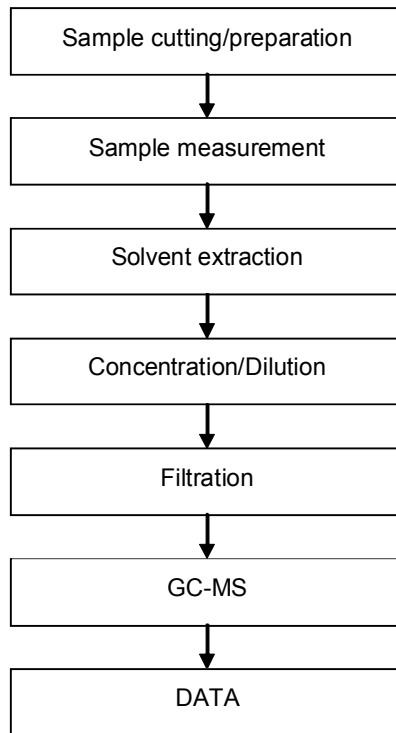 Sample cutting/preparation
Sample measurement
Solvent extraction
Concentration/Dilution
Filtration
GC-MS
DATA